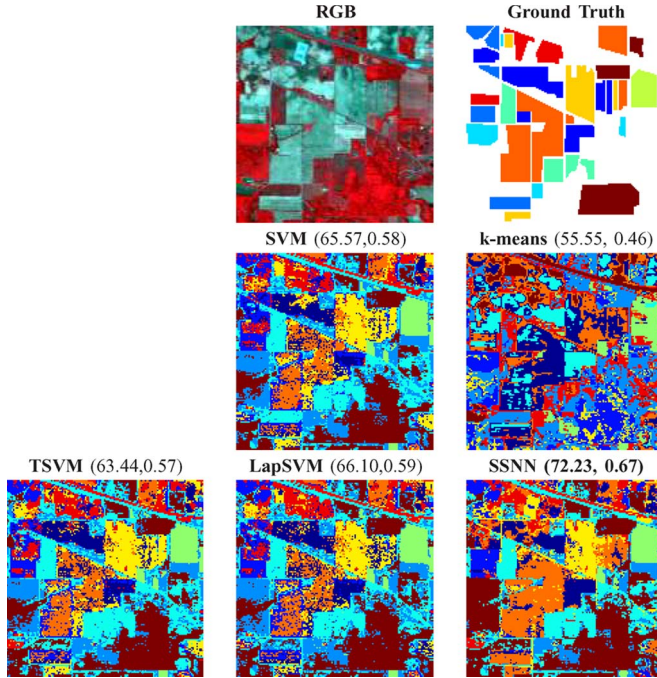 RGB
Ground Truth
SVM (65.57,0.58)
k-means (55.55, 0.46)
TSVM (63.44,0.57)
LapSVM (66.10,0.59)
SSNN (72.23, 0.67)